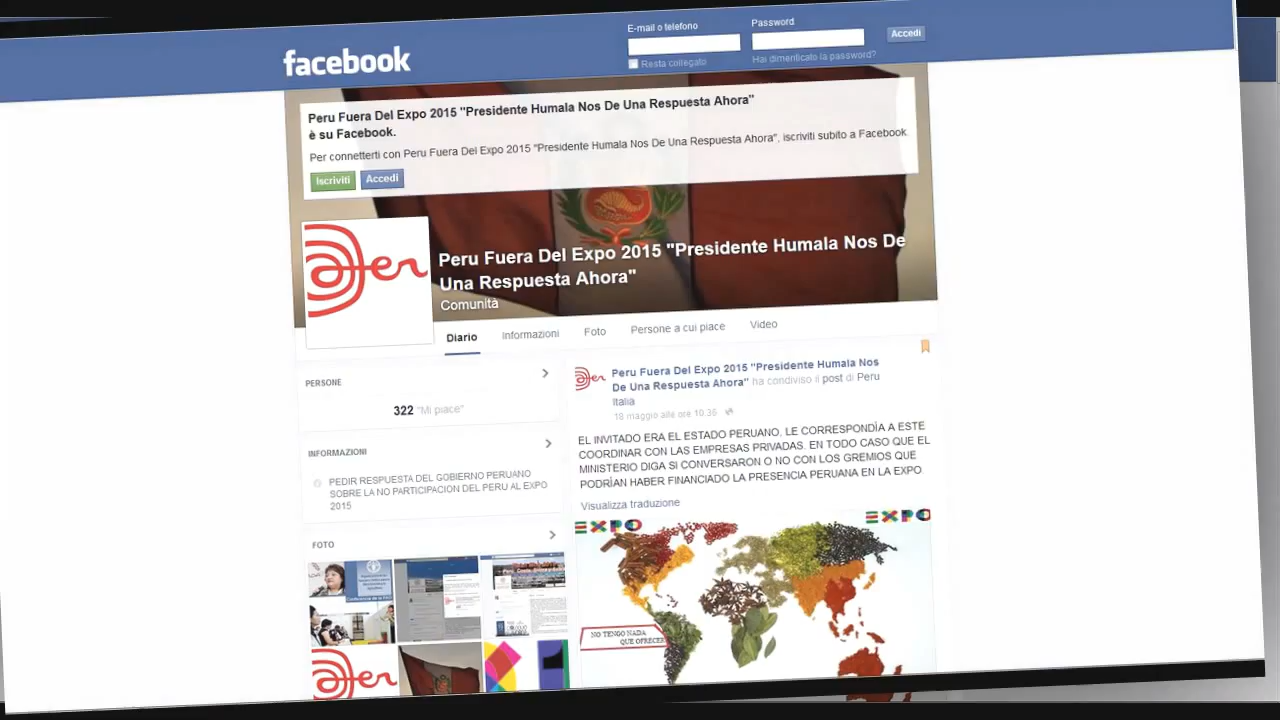 E-mail o telefono
Password
facebook
Accedi
Resta collegato
Hai dimenticato la password?
Peru Fuera Del Expo 2015 "Presidente Humala Nos De Una Respuesta Ahora"
è su Facebook.
Per connetterti con Peru Fuera Del Expo 2015 "Presidente Humala Nos De Una Respuesta Ahora", iscriviti subito a Facebook.
Iscriviti
Accedi
Peru Fuera Del Expo 2015 "Presidente Humala Nos De
Una Respuesta Ahora"
Comunità
Diario
Informazioni
Foto
Persone a cui piace
Video
PERSONE
322 "Mi piace"
INFORMAZIONI
PEDIR RESPUESTA DEL GOBIERNO PERUANO
SOBRE LA NO PARTICIPACION DEL PERU AL EXPO
2015
FOTO
Peru Fuera Del Expo 2015 "Presidente Humala Nos
De Una Respuesta Ahora" ha condiviso il post di Peru
Italia
18 maggio alle ore 10.36
EL INVITADO ERA EL ESTADO PERUANO, LE CORRESPONDÌA A ESTE
COORDINAR CON LAS EMPRESAS PRIVADAS. EN TODO CASO QUE EL
MINISTERIO DIGA SI CONVERSARON O NO CON LOS GREMIOS QUE
PODRÌAN HABER FINANCIADO LA PRESENCIA PERUANA EN LA EXPO
Visualizza traduzione
EXPO
EXPO
NO TENGO NADA
QUE OFRECER